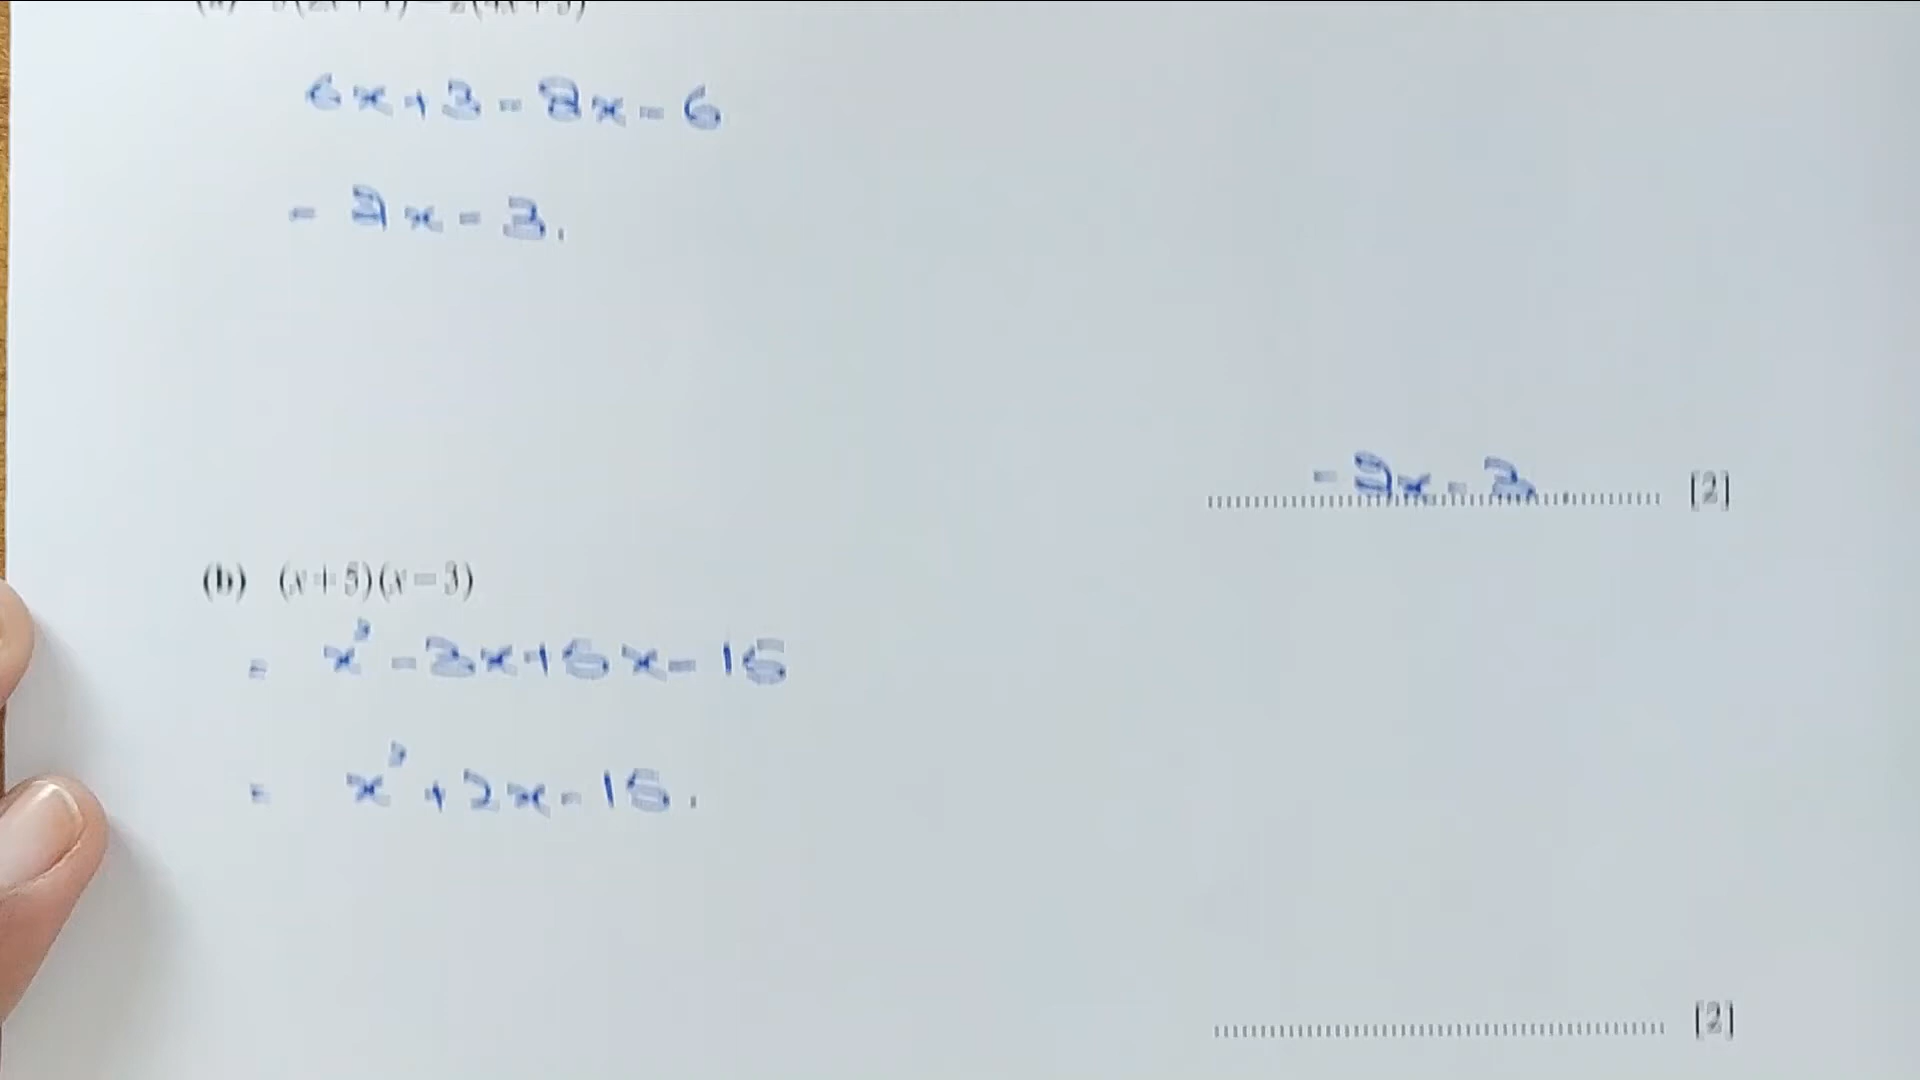 6x + 3 - 8x - 6
- 2x - 3.
- 2x - 3 [2]
(b) (x + 5)(x - 3)
= x² - 3x + 5x - 15
= x² + 2x - 15.
[2]